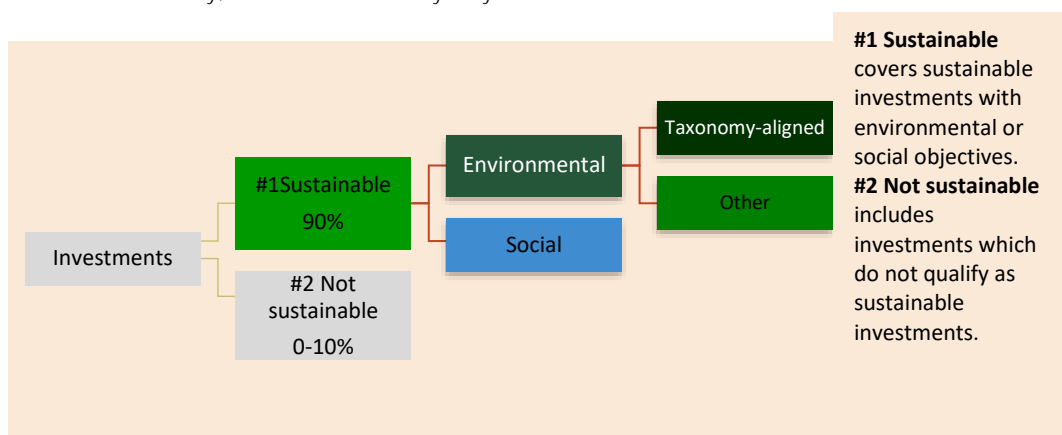 #1 Sustainable
covers sustainable
investments with
environmental or
social objectives.
#2 Not sustainable
includes
investments which
do not qualify as
sustainable
investments.
Investments
#1Sustainable
90%
#2 Not
sustainable
0-10%
Environmental
Social
Taxonomy-aligned
Other